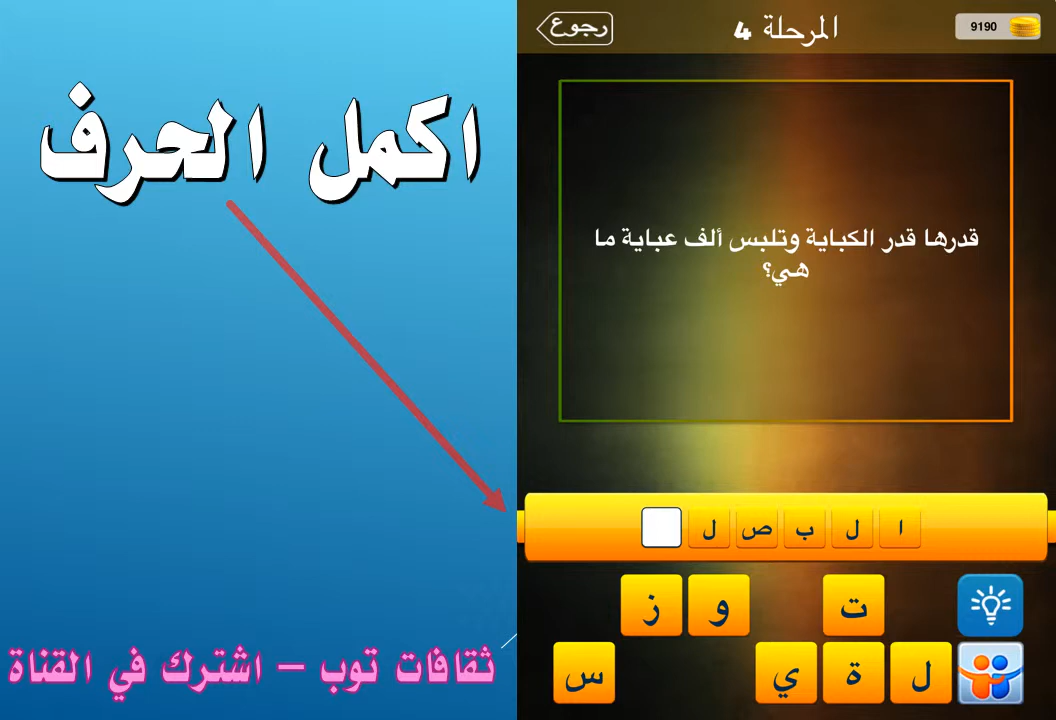 اكمل الحرف
ثقافات توب – اشترك في القناة
رجوع
المرحلة 4
9190
قدرها قدر الكباية وتلبس ألف عباية ما
هي؟
ا ل ب ص ل
ت و ز
ل ة ي س